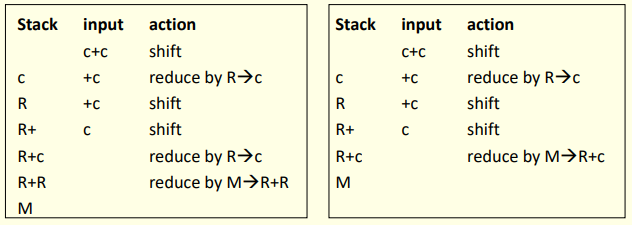 Stack input action
c+c shift
c +c reduce by R→c
R +c shift
R+ c shift
R+c reduce by R→c
R+R reduce by M→R+R
M
Stack input action
c+c shift
c +c reduce by R→c
R +c shift
R+ c shift
R+c reduce by M→R+c
M